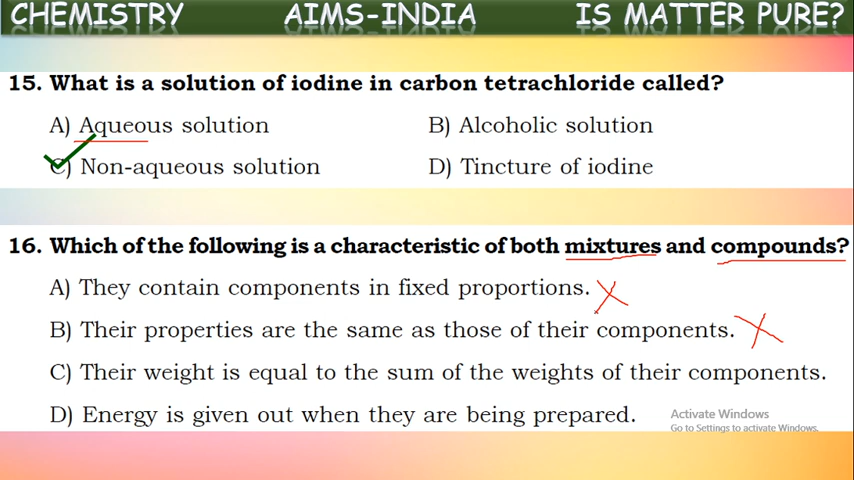 CHEMISTRY AIMS-INDIA IS MATTER PURE?
15. What is a solution of iodine in carbon tetrachloride called?
A) Aqueous solution B) Alcoholic solution
C) Non-aqueous solution D) Tincture of iodine
16. Which of the following is a characteristic of both mixtures and compounds?
A) They contain components in fixed proportions.
B) Their properties are the same as those of their components.
C) Their weight is equal to the sum of the weights of their components.
D) Energy is given out when they are being prepared.
Activate Windows
Go to Settings to activate Windows.